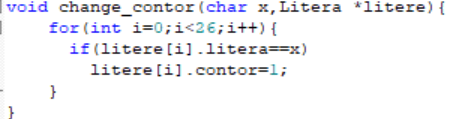 void change_contor(char x,Litera *litere){
for(int i=0;i<26;i++){
if(litere[i].litera==x)
litere[i].contor=1;
}
}